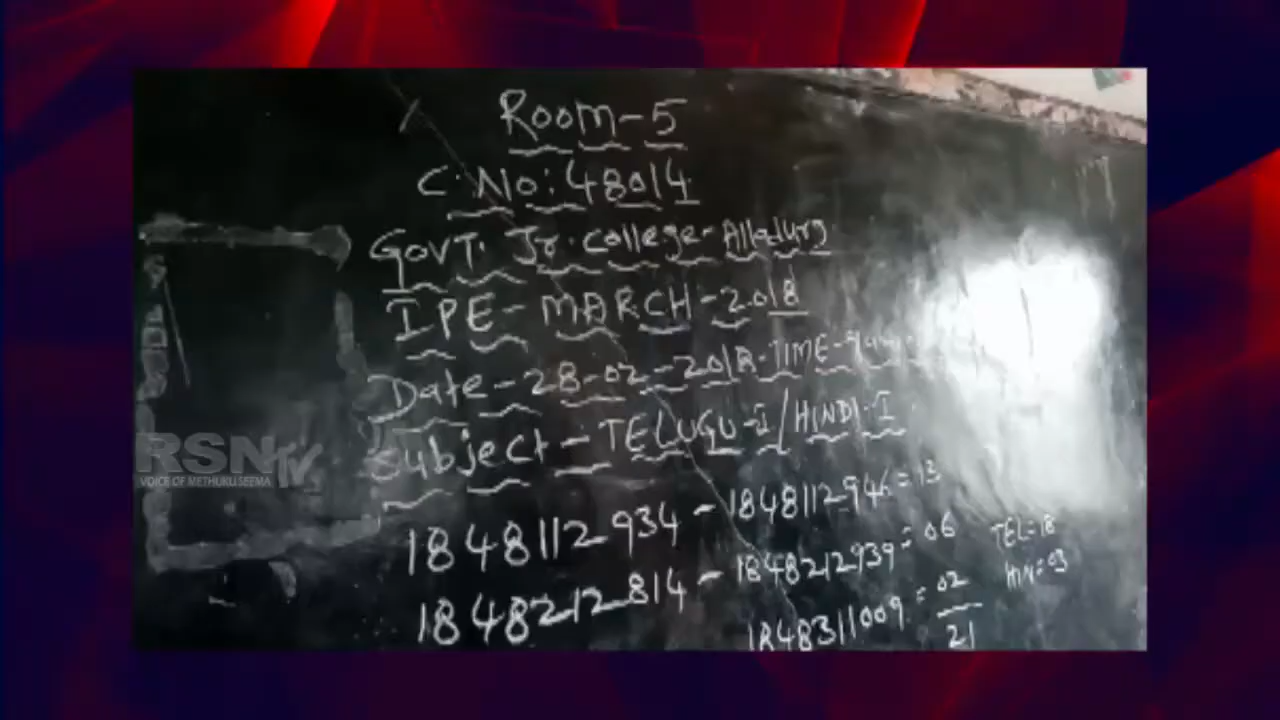 Room-5
C. No: 48014
GOVT. Jr. College- Alladurg
IPE- MARCH-2018
Date-28-02-2018-TIME-
Subject-TELUGU-I/HINDI-I
1848112934-1848112946=13
1848212814-1848212939=06
1848311009=02
21
TEL=18
HIN=03
RSN TV
VOICE OF METHUKU SEEMA